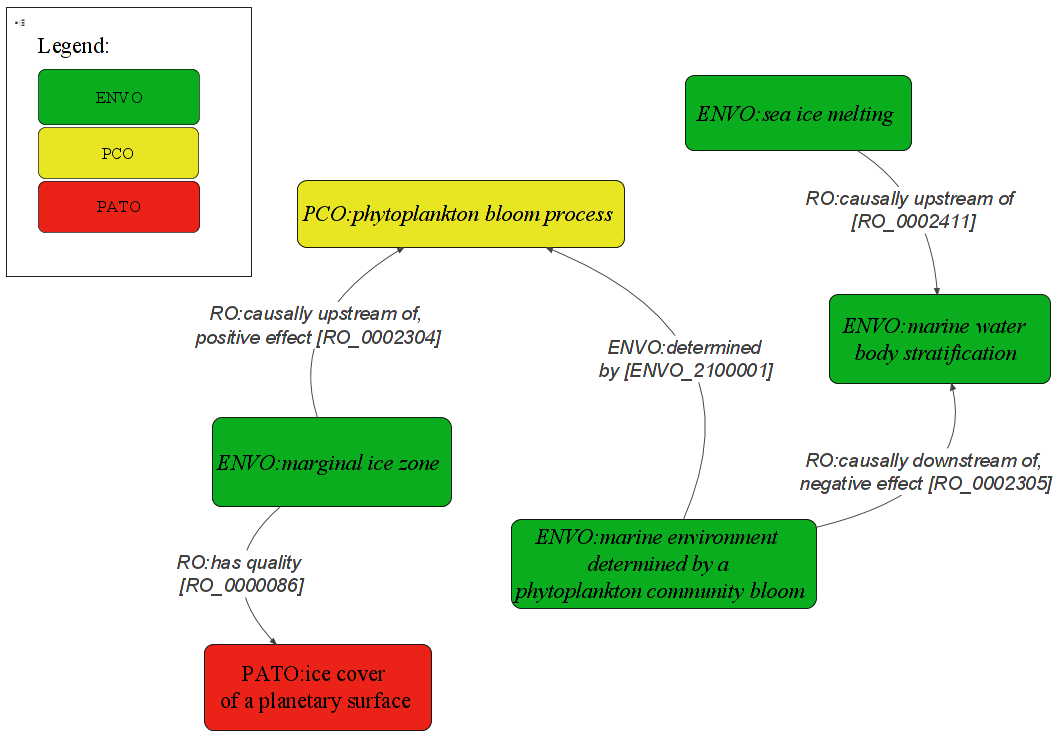 Legend:
ENVO
PCO
PATO
ENVO:sea ice melting
RO:causally upstream of
[RO_0002411]
PCO:phytoplankton bloom process
RO:causally upstream of,
positive effect [RO_0002304]
ENVO:determined
by [ENVO_2100001]
ENVO:marine water
body stratification
ENVO:marginal ice zone
RO:causally downstream of,
negative effect [RO_0002305]
ENVO:marine environment
determined by a
phytoplankton community bloom
RO:has quality
[RO_0000086]
PATO:ice cover
of a planetary surface